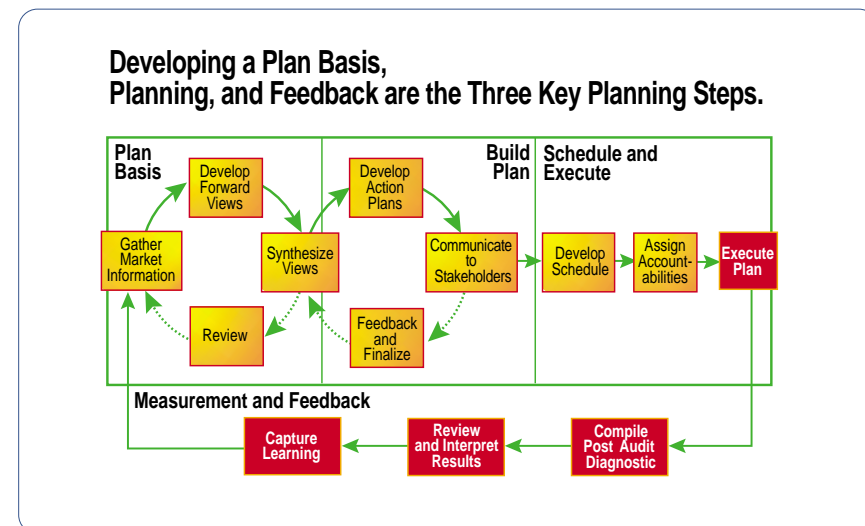 Developing a Plan Basis,
Planning, and Feedback are the Three Key Planning Steps.
Plan
Basis
Develop
Forward
Views
Gather
Market
Information
Synthesize
Views
Review
Build
Plan
Develop
Action
Plans
Communicate
to
Stakeholders
Feedback
and
Finalize
Schedule and
Execute
Develop
Schedule
Assign
Account-
abilities
Execute
Plan
Measurement and Feedback
Capture
Learning
Review
and Interpret
Results
Compile
Post Audit
Diagnostic